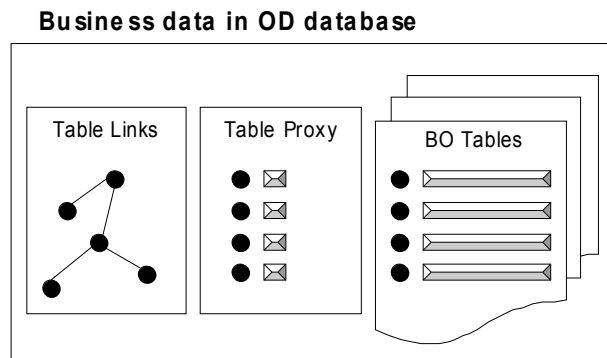 Business data in OD database
Table Links
Table Proxy
BO Tables